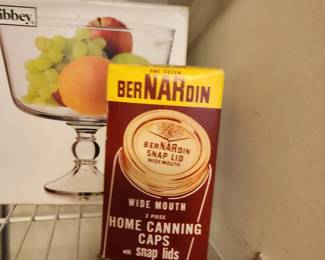 ibbey
ONE DOZEN
BERNARDIN
BERNARDIN
SNAP LID
WIDE MOUTH
WIDE MOUTH
2 PIECE
HOME CANNING
CAPS
with snap lids